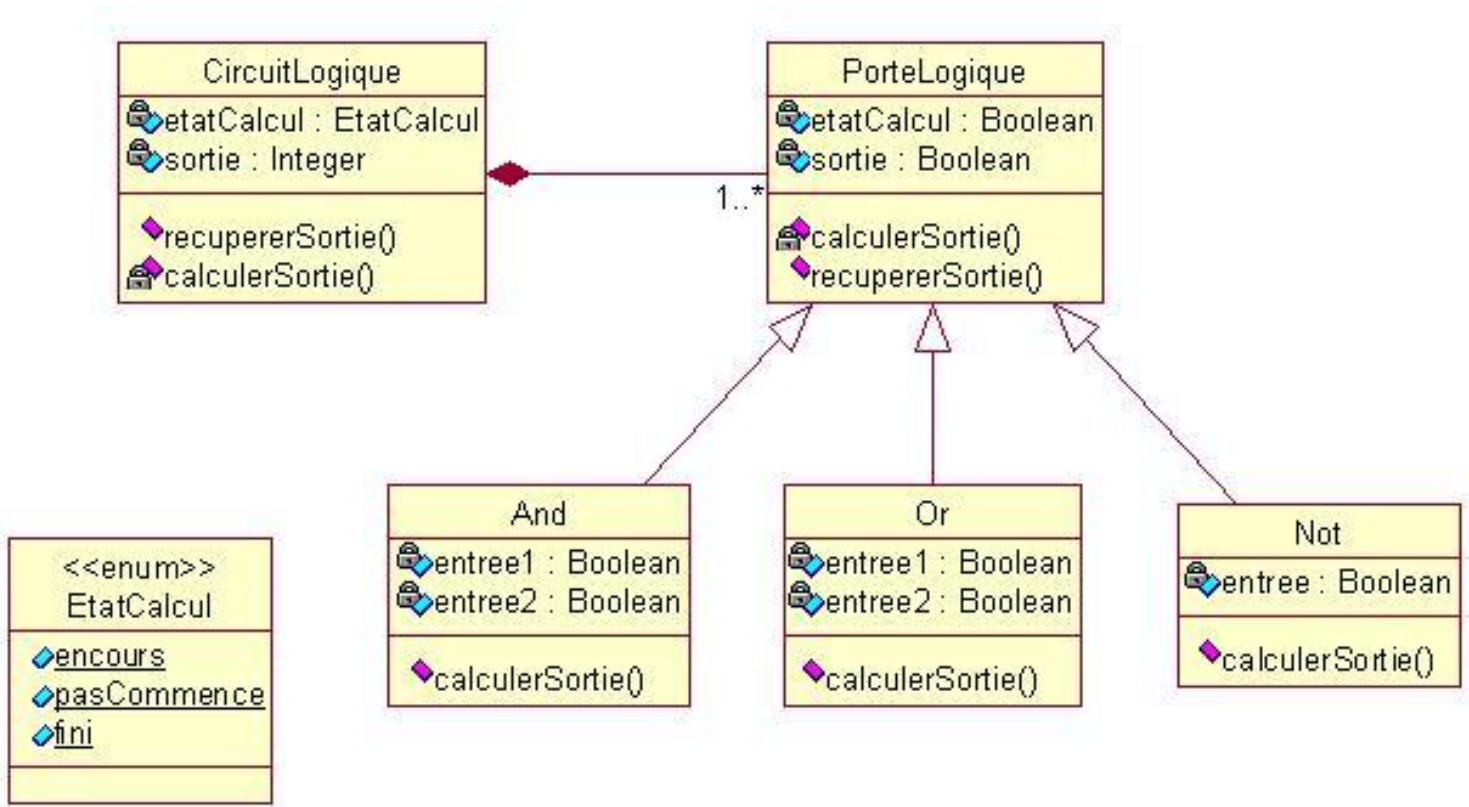 CircuitLogique
etatCalcul : EtatCalcul
sortie : Integer
recupererSortie()
calculerSortie()
1..*
PorteLogique
etatCalcul : Boolean
sortie : Boolean
calculerSortie()
recupererSortie()
And
entree1 : Boolean
entree2 : Boolean
calculerSortie()
Or
entree1 : Boolean
entree2 : Boolean
calculerSortie()
Not
entree : Boolean
calculerSortie()
<<enum>>
EtatCalcul
encours
pasCommence
fini